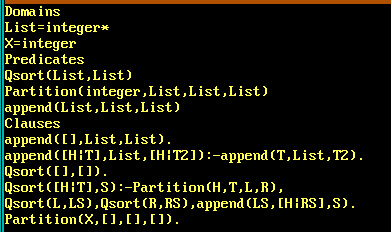 Domains
List=integer*
X=integer
Predicates
Qsort(List,List)
Partition(integer,List,List,List)
append(List,List,List)
Clauses
append([],List,List).
append([H|T],List,[H|T2]):-append(T,List,T2).
Qsort([],[]).
Qsort([H|T],S):-Partition(H,T,L,R),
Qsort(L,LS),Qsort(R,RS),append(LS,[H|RS],S).
Partition(X,[],[],[]).